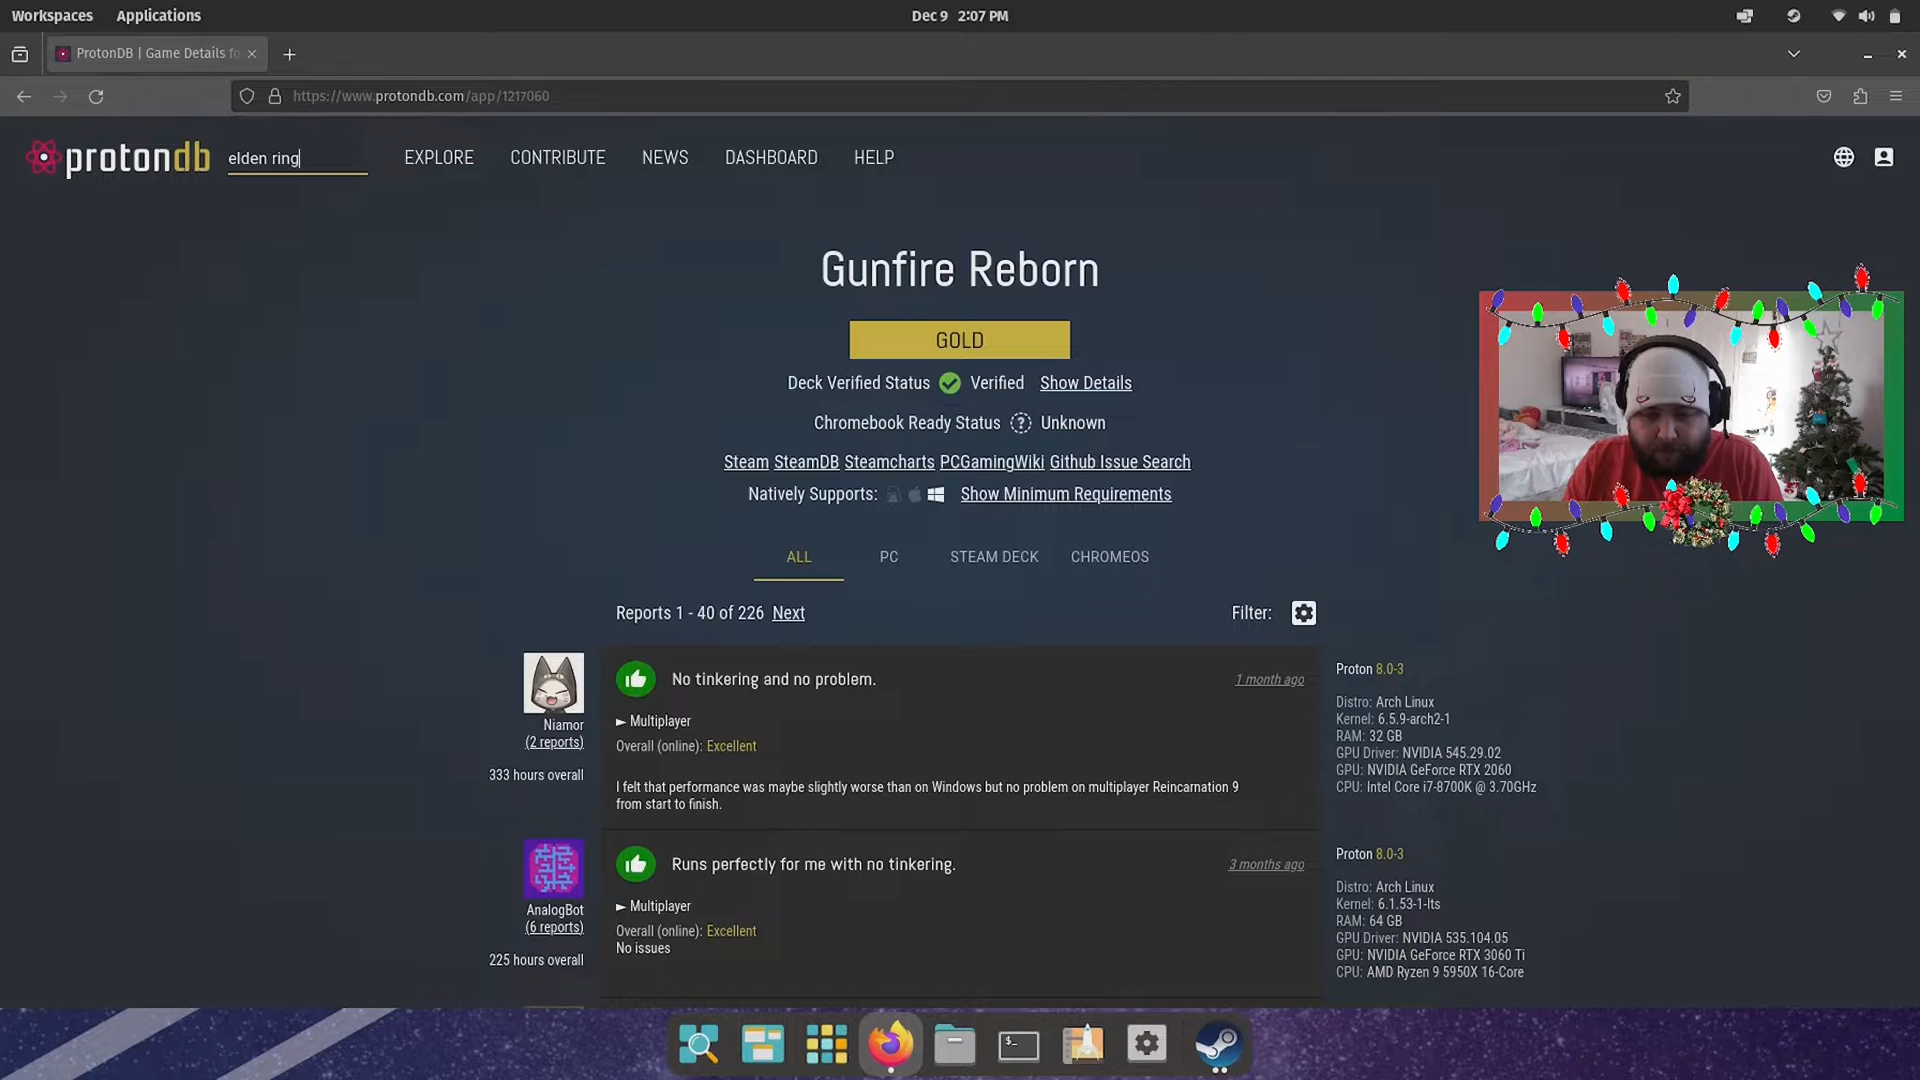 Workspaces Applications Dec 9 2:07 PM
ProtonDB | Game Details fo
https://www.protondb.com/app/1217060
protondb elden ring EXPLORE CONTRIBUTE NEWS DASHBOARD HELP
Gunfire Reborn
GOLD
Deck Verified Status Verified Show Details
Chromebook Ready Status ? Unknown
Steam SteamDB Steamcharts PCGamingWiki Github Issue Search
Natively Supports: Show Minimum Requirements
ALL PC STEAM DECK CHROMEOS
Reports 1 - 40 of 226 Next Filter:
No tinkering and no problem. 1 month ago
► Multiplayer
Overall (online): Excellent
I felt that performance was maybe slightly worse than on Windows but no problem on multiplayer Reincarnation 9
from start to finish.
Niamor
(2 reports)
333 hours overall
Proton 8.0-3
Distro: Arch Linux
Kernel: 6.5.9-arch2-1
RAM: 32 GB
GPU Driver: NVIDIA 545.29.02
GPU: NVIDIA GeForce RTX 2060
CPU: Intel Core i7-8700K @ 3.70GHz
Runs perfectly for me with no tinkering. 3 months ago
► Multiplayer
Overall (online): Excellent
No issues
AnalogBot
(6 reports)
225 hours overall
Proton 8.0-3
Distro: Arch Linux
Kernel: 6.1.53-1-lts
RAM: 64 GB
GPU Driver: NVIDIA 535.104.05
GPU: NVIDIA GeForce RTX 3060 Ti
CPU: AMD Ryzen 9 5950X 16-Core
$_